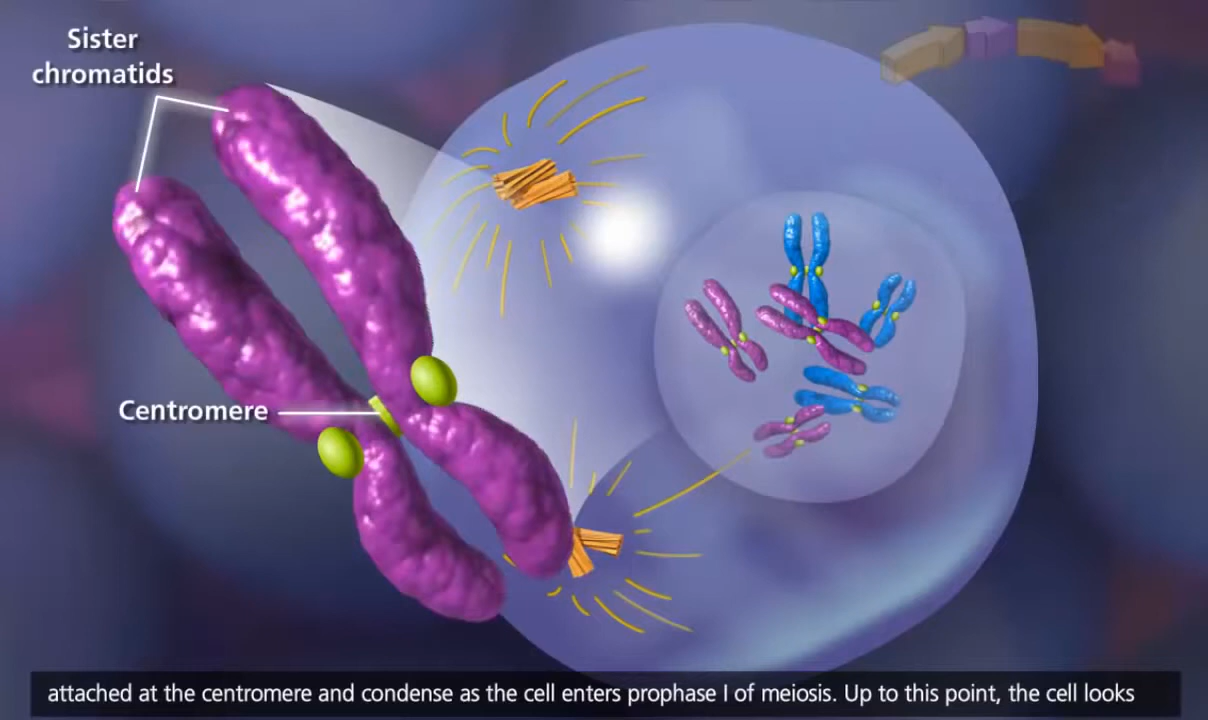 Sister
chromatids
Centromere
attached at the centromere and condense as the cell enters prophase I of meiosis. Up to this point, the cell looks